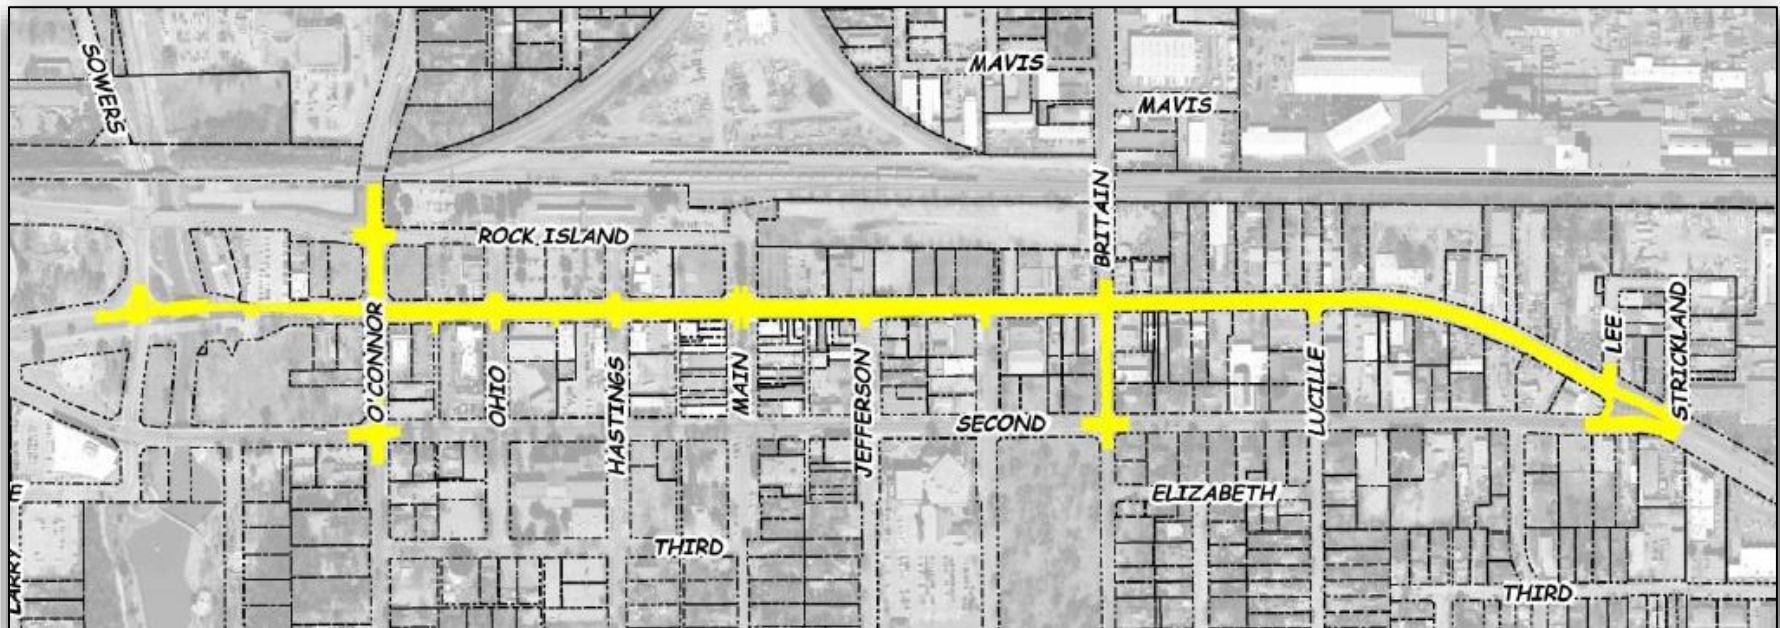 SOWERS
MAVIS
MAVIS
BRITAIN
ROCK ISLAND
O'CONNOR
OHIO
HASTINGS
MAIN
JEFFERSON
SECOND
LUCILLE
LEE
STRICKLAND
ELIZABETH
THIRD
THIRD
LARRY